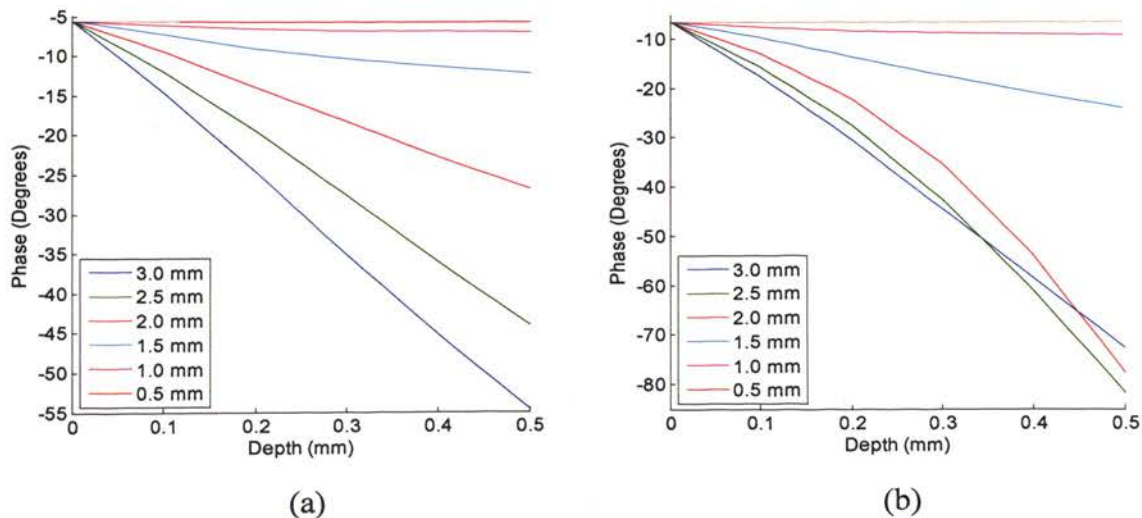 -5
-10
-15
-20
-25
-30
-35
-40
-45
-50
-55
Phase (Degrees)
3.0 mm
2.5 mm
2.0 mm
1.5 mm
1.0 mm
0.5 mm
0 0.1 0.2 0.3 0.4 0.5
Depth (mm)
(a)
-10
-20
-30
-40
-50
-60
-70
-80
Phase (Degrees)
3.0 mm
2.5 mm
2.0 mm
1.5 mm
1.0 mm
0.5 mm
0 0.1 0.2 0.3 0.4 0.5
Depth (mm)
(b)